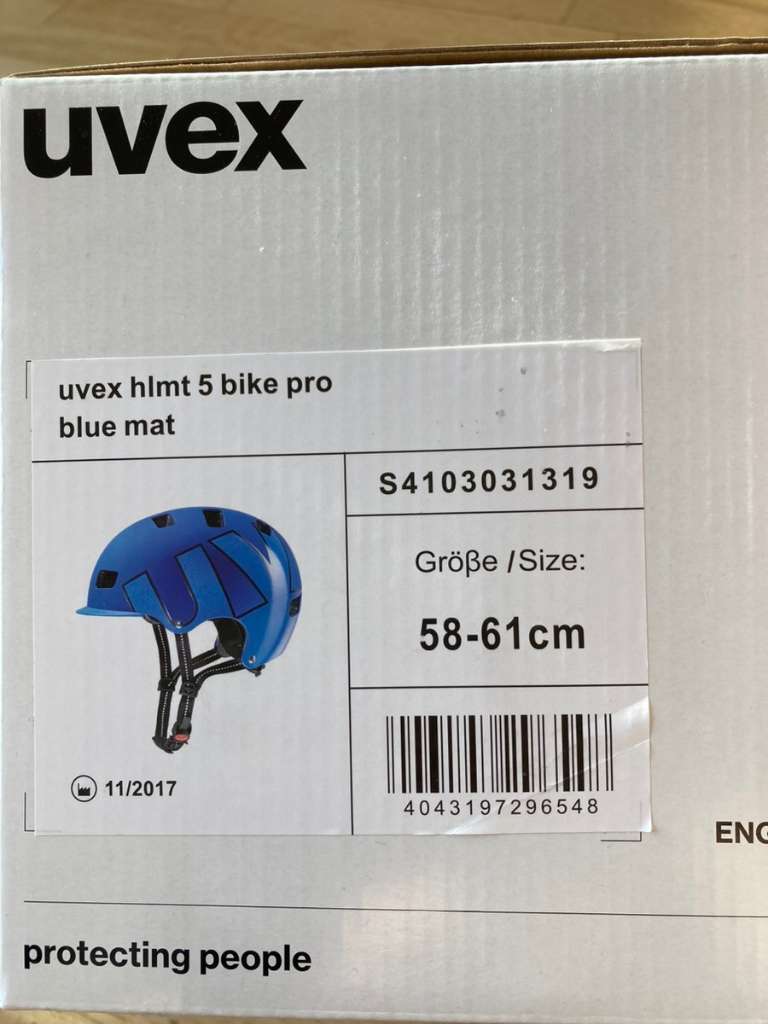 uvex
uvex hlmt 5 bike pro
blue mat
S4103031319
Größe /Size:
58-61cm
11/2017
4043197296548
ENG
protecting people